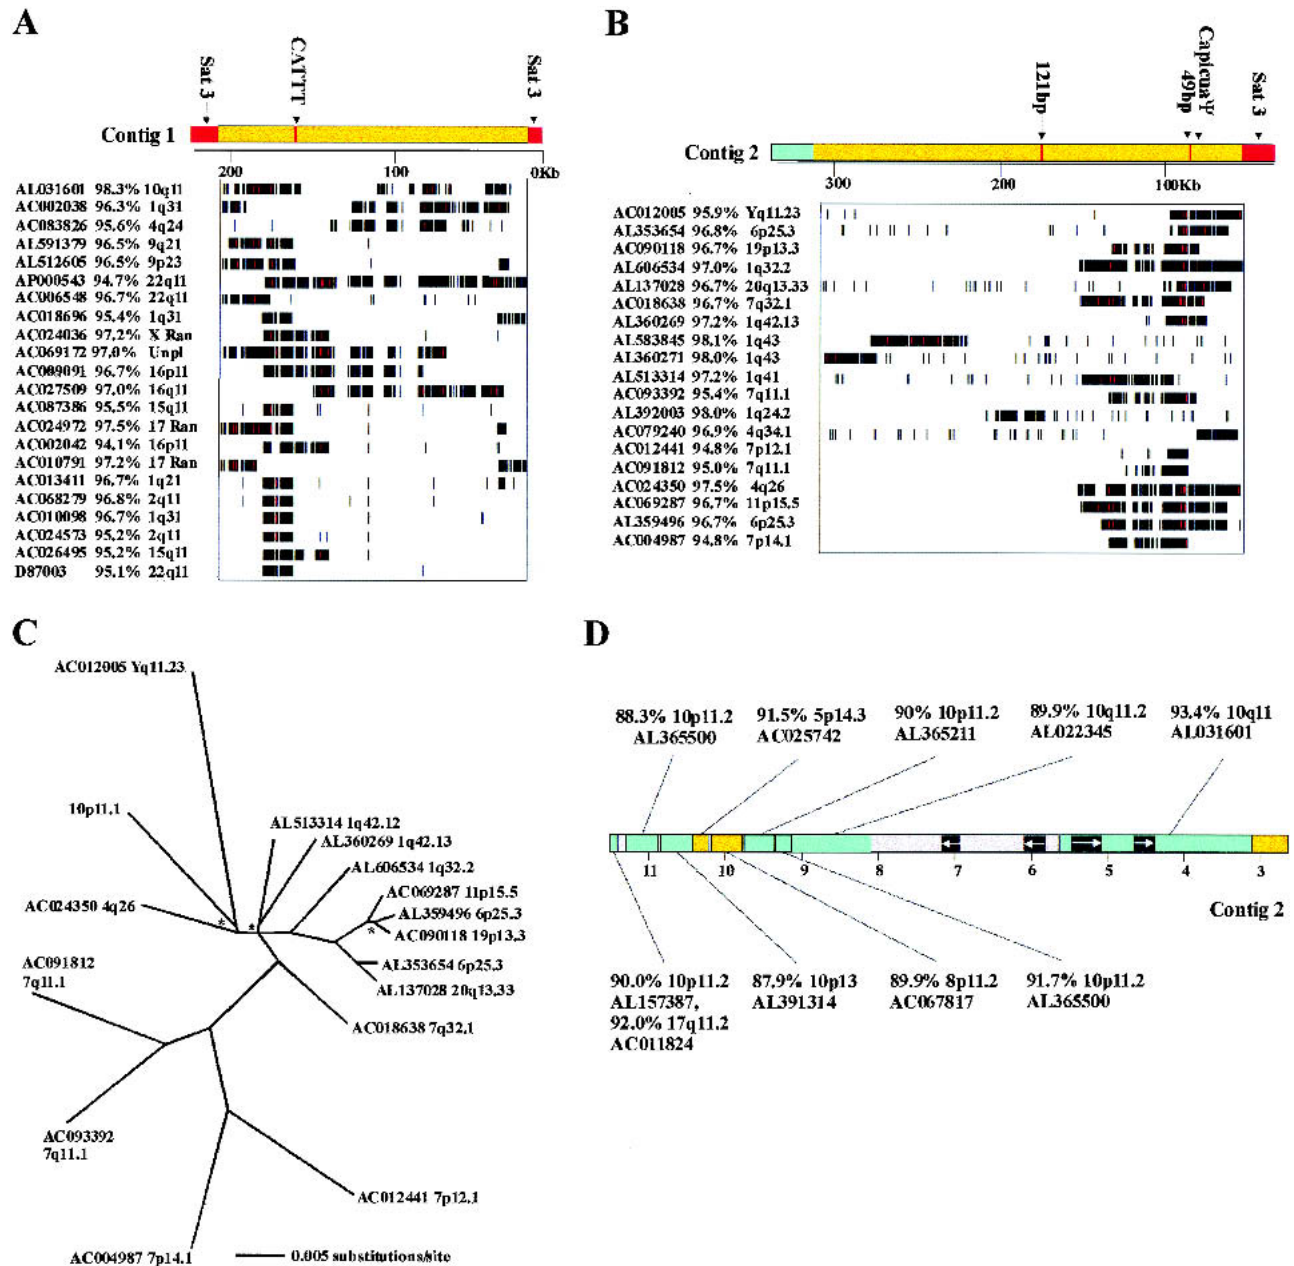 A
Sat 3
CATTT
Sat 3
Contig 1
200 100 0Kb
AL031601 98.3% 10q11
AC002038 96.3% 1q31
AC083826 95.6% 4q24
AL591379 96.5% 9q21
AL512605 96.5% 9p23
AP000543 94.7% 22q11
AC006548 96.7% 22q11
AC018696 95.4% 1q31
AC024036 97.2% X Ran
AC069172 97.0% Unpl
AC009091 96.7% 16p11
AC027509 97.0% 16q11
AC087386 95.5% 15q11
AC024972 97.5% 17 Ran
AC002042 94.1% 16p11
AC010791 97.2% 17 Ran
AC013411 96.7% 1q21
AC068279 96.8% 2q11
AC010098 96.7% 1q31
AC024573 95.2% 2q11
AC026495 95.2% 15q11
D87003 95.1% 22q11
B
121bp
49bp
CapicuaΨ
Sat 3
Contig 2
300 200 100Kb
AC012005 95.9% Yq11.23
AL353654 96.8% 6p25.3
AC090118 96.7% 19p13.3
AL606534 97.0% 1q32.2
AL137028 96.7% 20q13.33
AC018638 96.7% 7q32.1
AL360269 97.2% 1q42.13
AL583845 98.1% 1q43
AL360271 98.0% 1q43
AL513314 97.2% 1q41
AC093392 95.4% 7q11.1
AL392003 98.0% 1q24.2
AC079240 96.9% 4q34.1
AC012441 94.8% 7p12.1
AC091812 95.0% 7q11.1
AC024350 97.5% 4q26
AC069287 96.7% 11p15.5
AL359496 96.7% 6p25.3
AC004987 94.8% 7p14.1
C
AC012005 Yq11.23
10p11.1
AL513314 1q42.12
AL360269 1q42.13
AL606534 1q32.2
AC069287 11p15.5
AL359496 6p25.3
AC090118 19p13.3
AC024350 4q26
* * *
AL353654 6p25.3
AL137028 20q13.33
AC091812
7q11.1
AC018638 7q32.1
AC093392
7q11.1
AC012441 7p12.1
AC004987 7p14.1
0.005 substitutions/site
D
88.3% 10p11.2
AL365500
91.5% 5p14.3
AC025742
90% 10p11.2
AL365211
89.9% 10q11.2
AL022345
93.4% 10q11
AL031601
11 10 9 8 7 6 5 4 3
Contig 2
90.0% 10p11.2
AL157387,
92.0% 17q11.2
AC011824
87.9% 10p13
AL391314
89.9% 8p11.2
AC067817
91.7% 10p11.2
AL365500